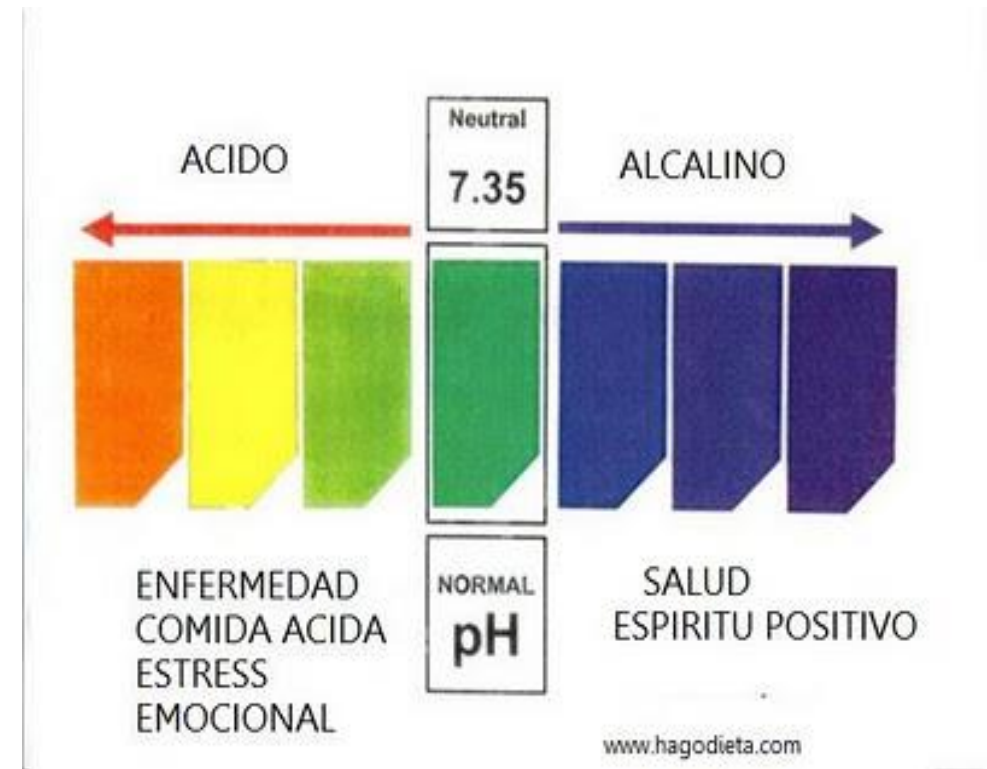 Neutral
7.35
ACIDO
ALCALINO
NORMAL
pH
ENFERMEDAD
COMIDA ACIDA
ESTRESS
EMOCIONAL
SALUD
ESPIRITU POSITIVO
www.hagodieta.com